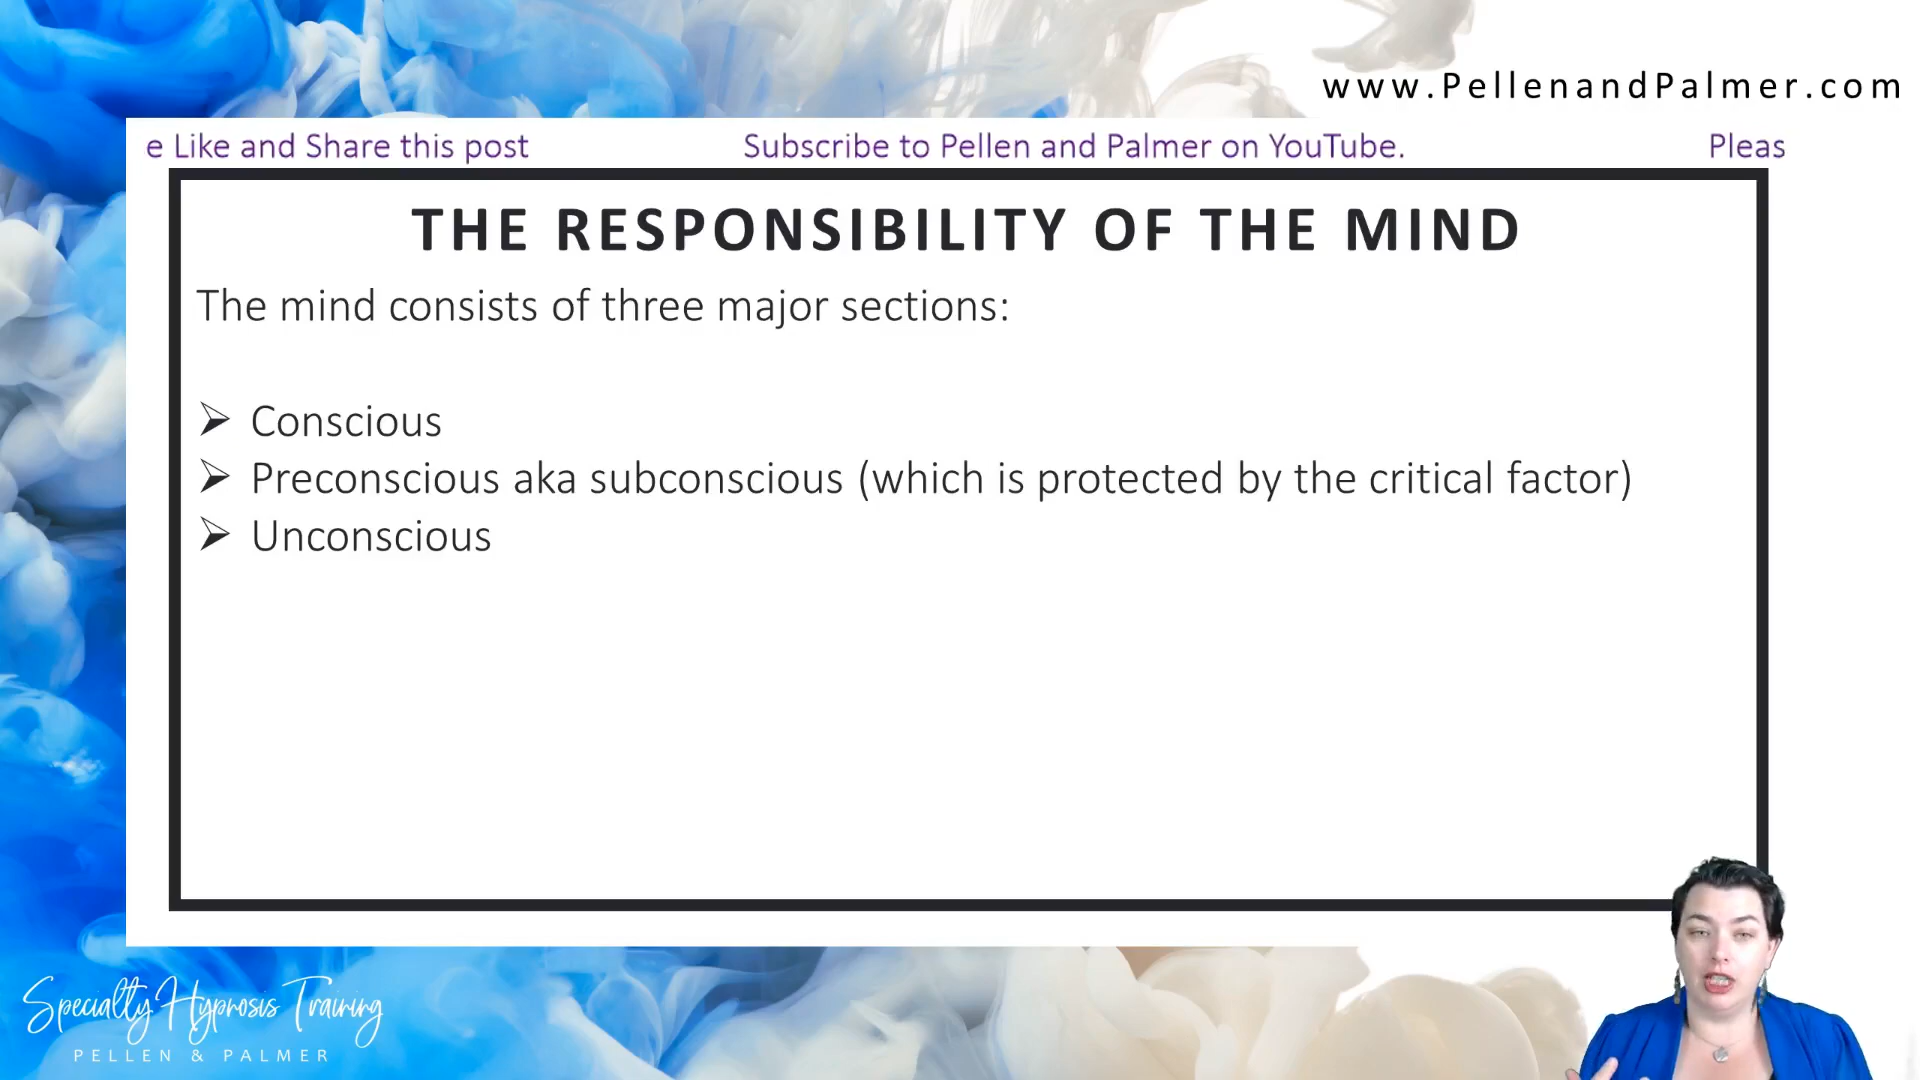 www.PellenandPalmer.com
e Like and Share this post Subscribe to Pellen and Palmer on YouTube. Pleas
THE RESPONSIBILITY OF THE MIND
The mind consists of three major sections:
➢ Conscious
➢ Preconscious aka subconscious (which is protected by the critical factor)
➢ Unconscious
Specialty Hypnosis Training
PELLEN & PALMER